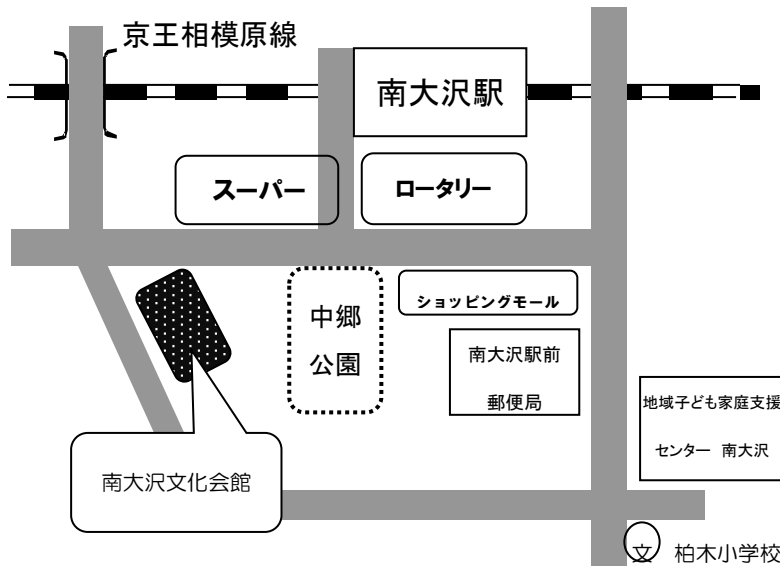 京王相模原線
南大沢駅
スーパー
ロータリー
ショッピングモール
中郷
公園
南大沢駅前
郵便局
地域子ども家庭支援
センター 南大沢
南大沢文化会館
文 柏木小学校